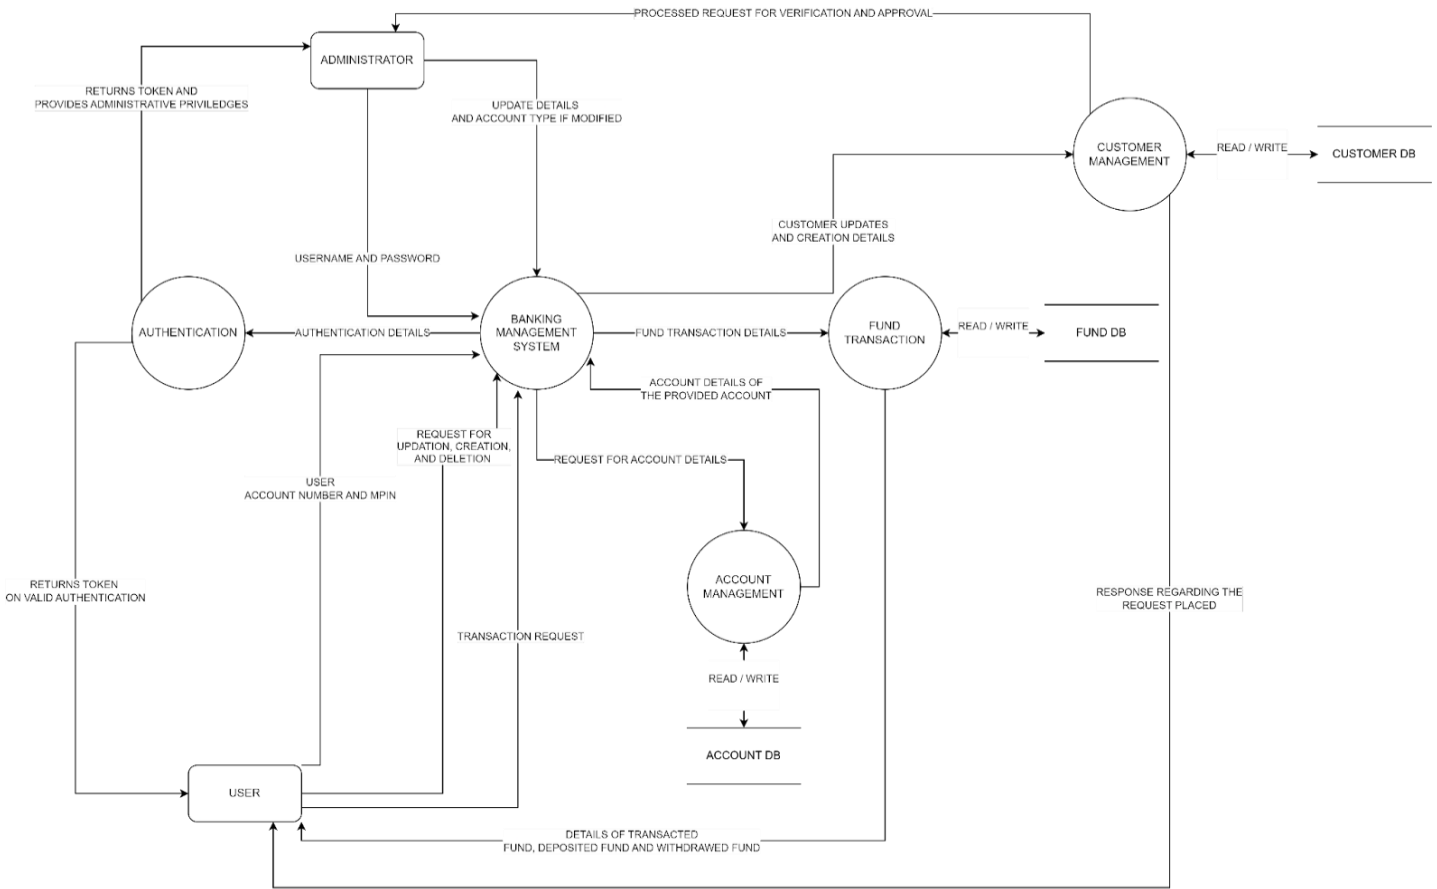 PROCESSED REQUEST FOR VERIFICATION AND APPROVAL
ADMINISTRATOR
RETURNS TOKEN AND
PROVIDES ADMINISTRATIVE PRIVILEDGES
UPDATE DETAILS
AND ACCOUNT TYPE IF MODIFIED
CUSTOMER
MANAGEMENT
READ / WRITE
CUSTOMER DB
CUSTOMER UPDATES
AND CREATION DETAILS
USERNAME AND PASSWORD
AUTHENTICATION
AUTHENTICATION DETAILS
BANKING
MANAGEMENT
SYSTEM
FUND TRANSACTION DETAILS
FUND
TRANSACTION
READ / WRITE
FUND DB
ACCOUNT DETAILS OF
THE PROVIDED ACCOUNT
REQUEST FOR
UPDATION, CREATION,
AND DELETION
REQUEST FOR ACCOUNT DETAILS
USER
ACCOUNT NUMBER AND MPIN
ACCOUNT
MANAGEMENT
RETURNS TOKEN
ON VALID AUTHENTICATION
RESPONSE REGARDING THE
REQUEST PLACED
TRANSACTION REQUEST
READ / WRITE
ACCOUNT DB
USER
DETAILS OF TRANSACTED
FUND, DEPOSITED FUND AND WITHDRAWED FUND